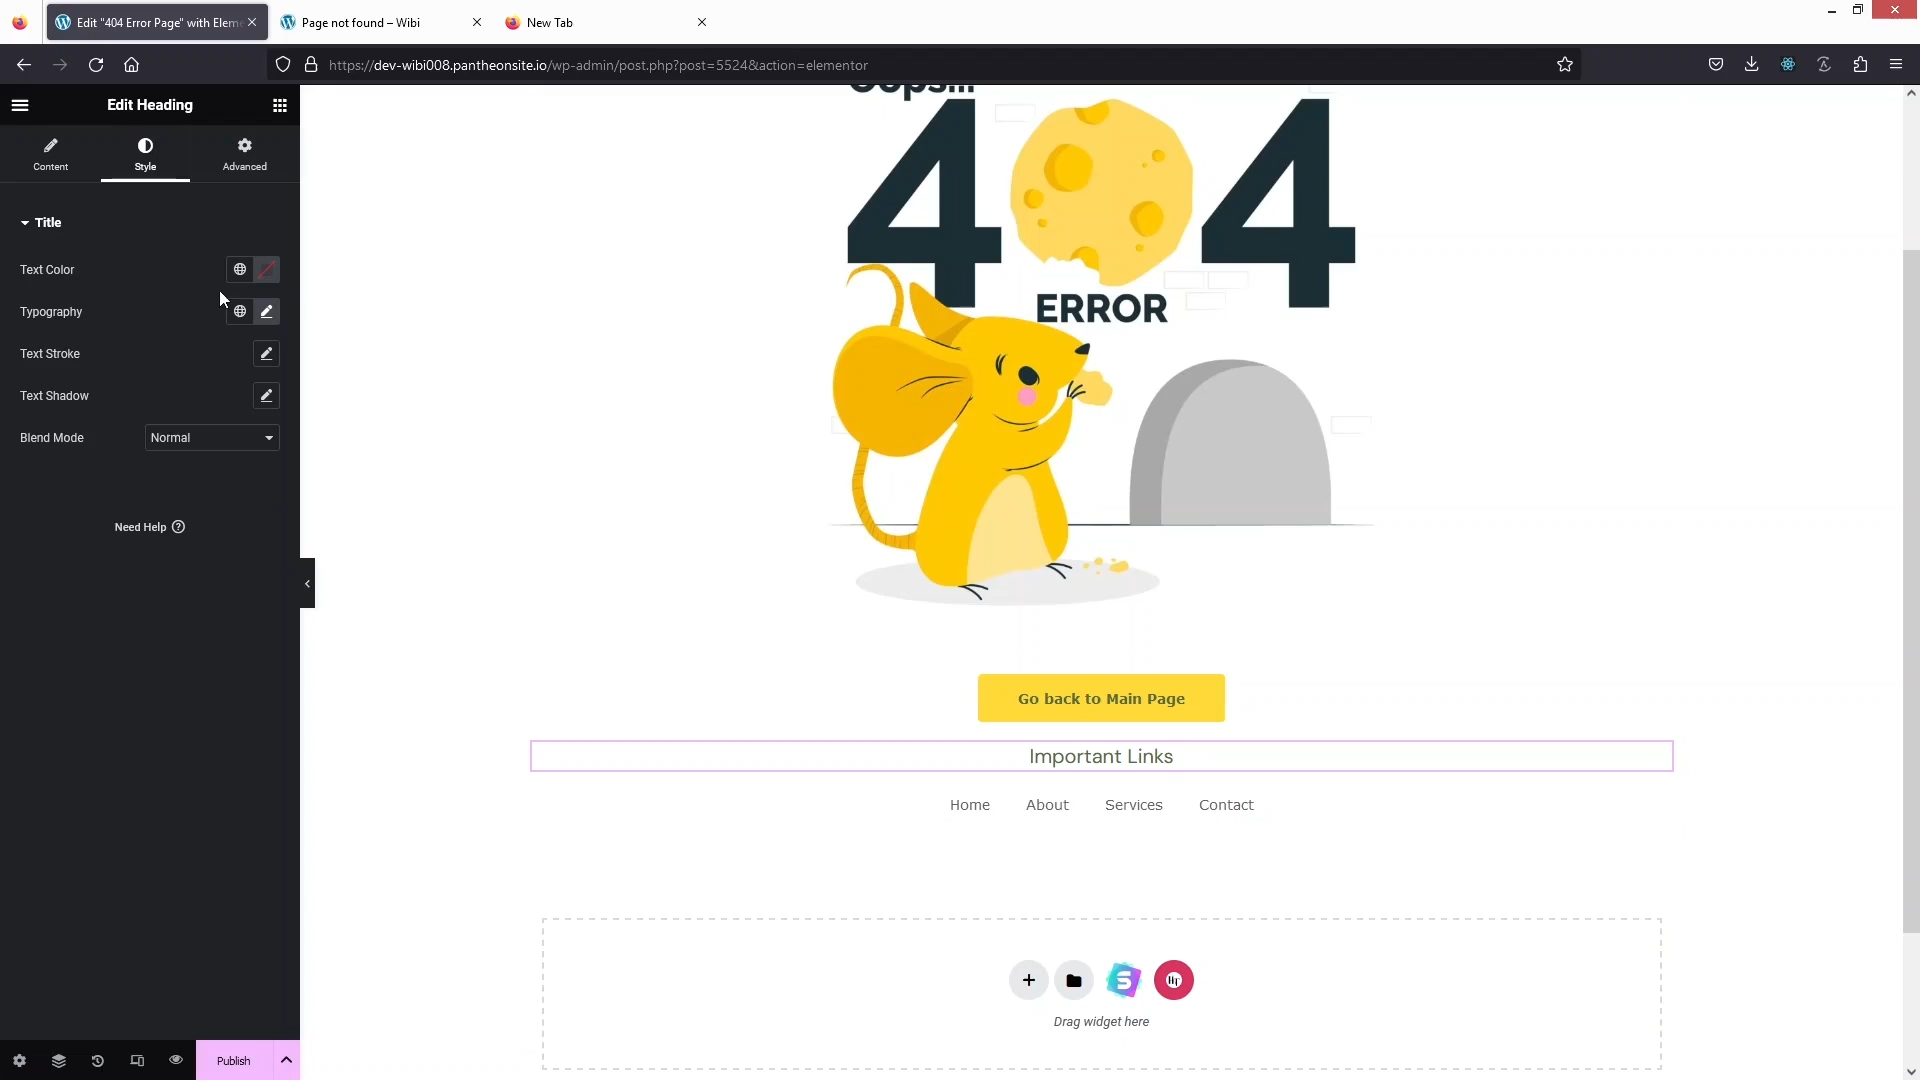 Edit "404 Error Page" with Elem
Page not found – Wibi
New Tab
https://dev-wibi008.pantheonsite.io/wp-admin/post.php?post=5524&action=elementor
Edit Heading
Content
Style
Advanced
Title
Text Color
Typography
Text Stroke
Text Shadow
Blend Mode
Normal
Need Help
Publish
Oops...
404
ERROR
Go back to Main Page
Important Links
Home About Services Contact
Drag widget here